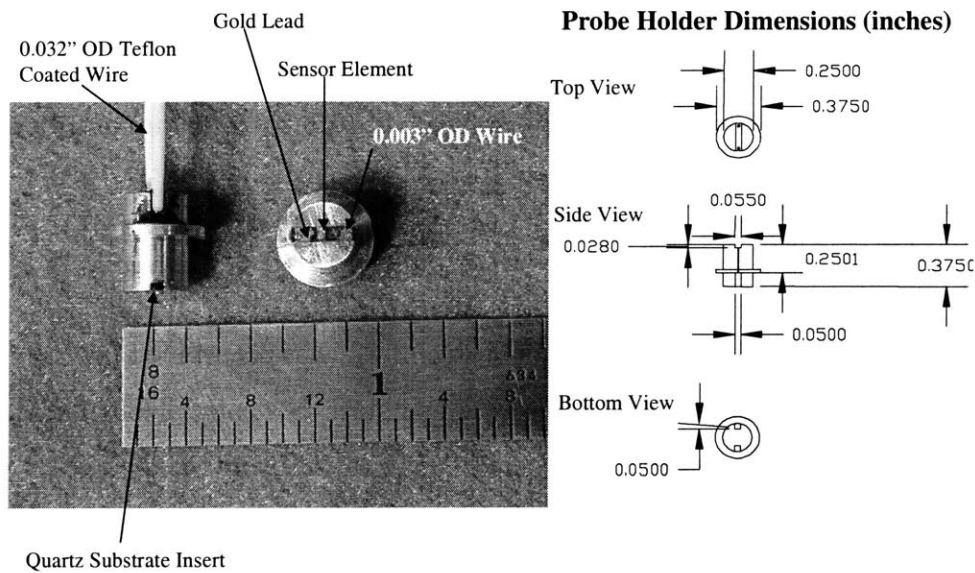 Gold Lead
Probe Holder Dimensions (inches)
0.032” OD Teflon
Coated Wire
Sensor Element
0.003” OD Wire
Top View
0.2500
0.3750
Side View
0.0550
0.0280
0.2501
0.3750
0.0500
Bottom View
0.0500
8
16
4
8
12
1
4
8
634
Quartz Substrate Insert